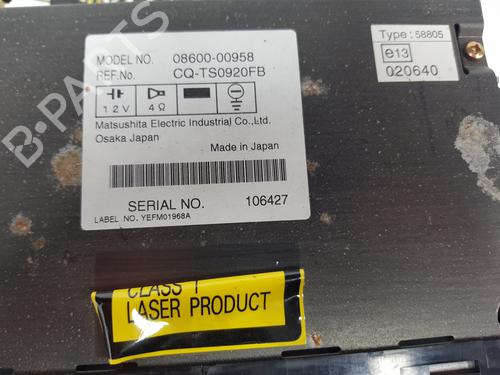 MODEL NO. 08600-00958
REF.No. CQ-TS0920FB
12V 4Ω
Matsushita Electric Industrial Co.,Ltd.
Osaka Japan
Made in Japan
SERIAL NO. 106427
LABEL NO. YEFM01968A
Type: 58805
e13
020640
CLASS 1
LASER PRODUCT
B-PARTS